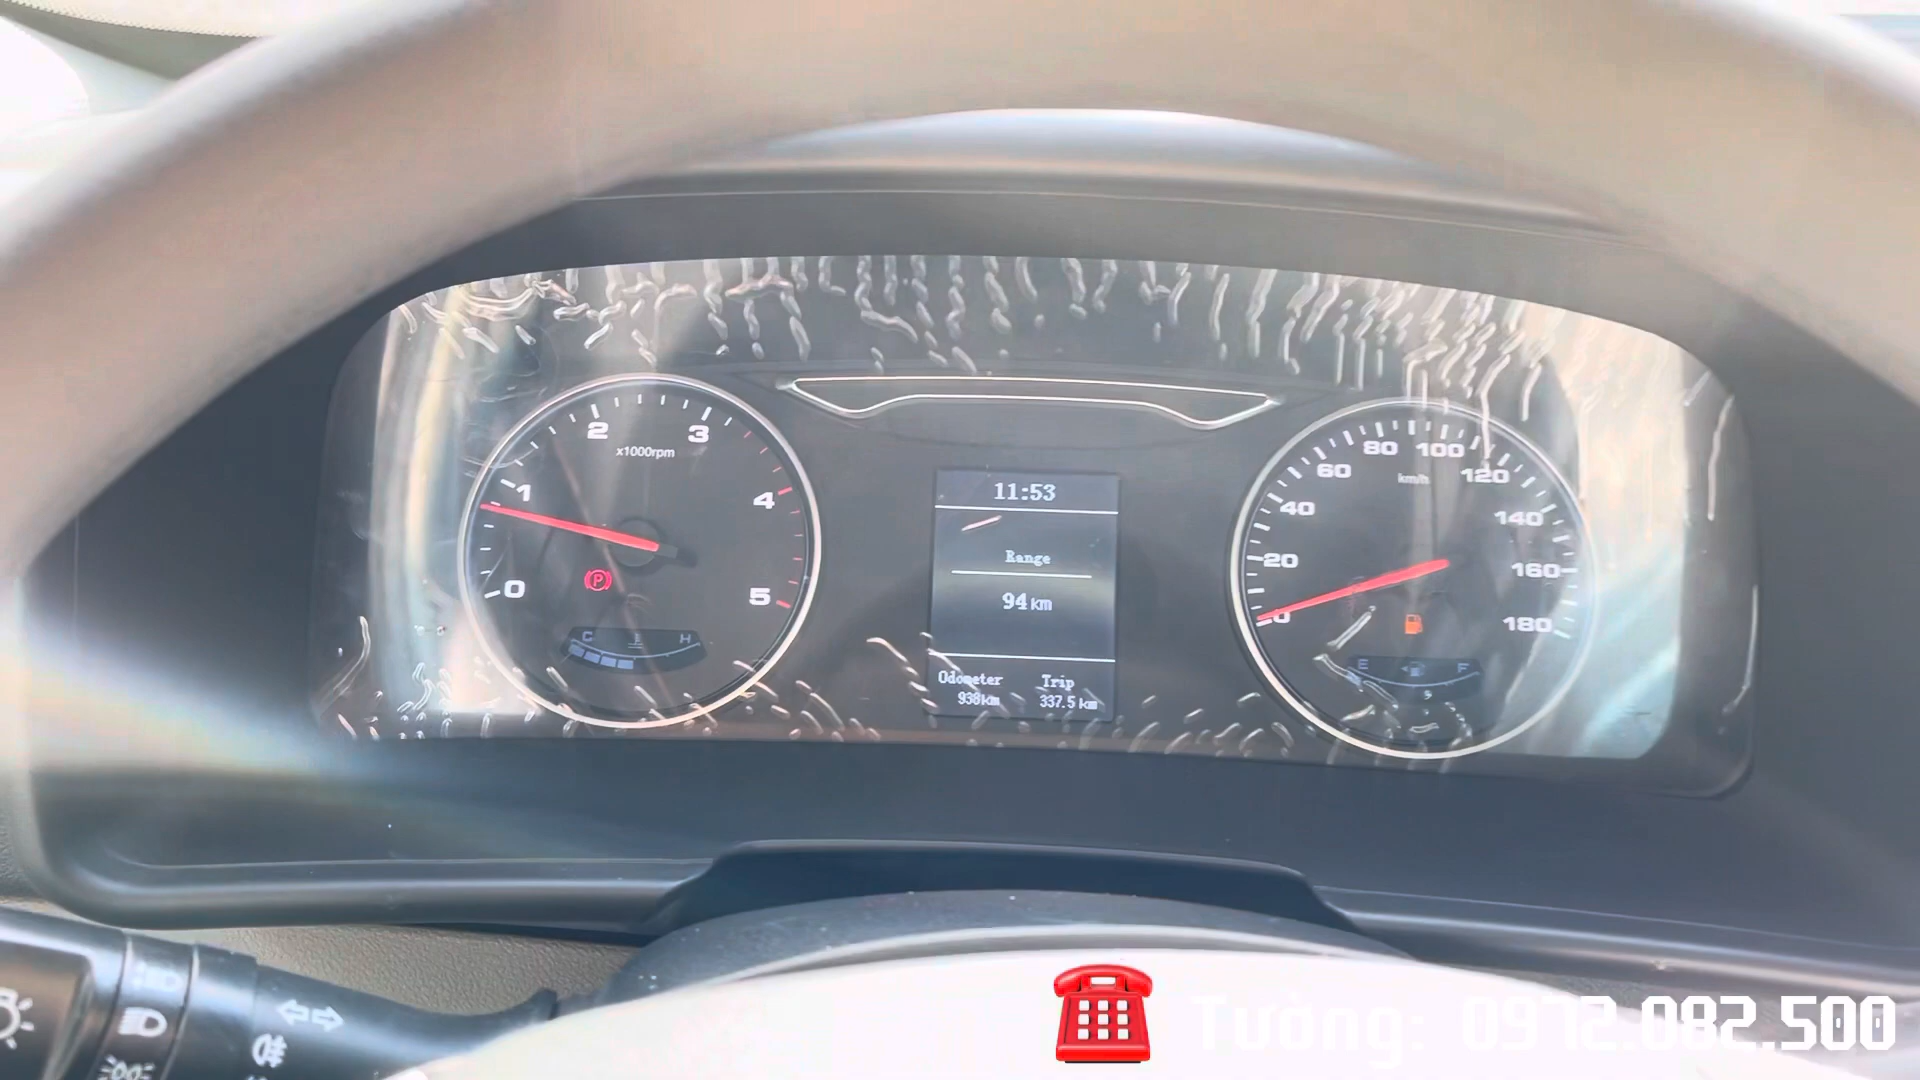 2 3
x1000rpm
1 4
0 5
P
C H
11:53
Range
94 km
Odometer Trip
938km 337.5 km
80 100
60 120
km/h
40 140
20 160
0 180
E F
Tường: 0972.082.500